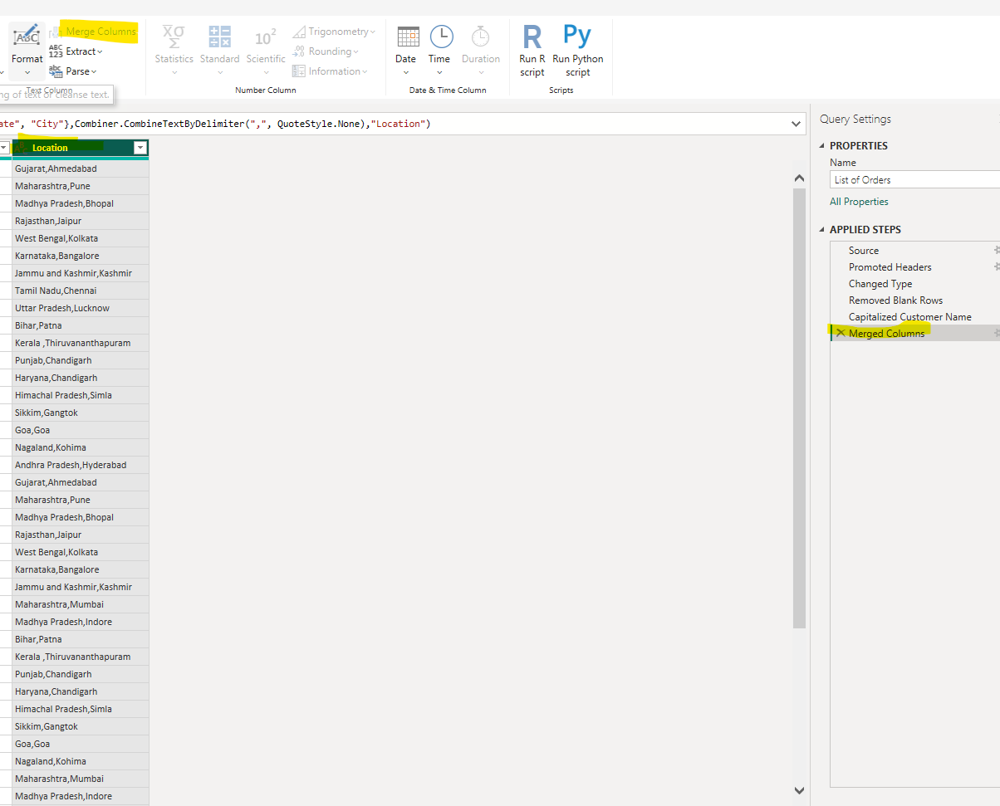 Merge Columns
ABC
Format
ABC
123 Extract
abc
Parse
Text Column
ng of text or cleanse text.
XΣσ
Statistics
Standard
10²
Scientific
Trigonometry
.00
Rounding
Information
Number Column
Date
Time
Duration
Date & Time Column
R
Run R
script
Py
Run Python
script
Scripts
ate", "City"},Combiner.CombineTextByDelimiter(",", QuoteStyle.None),"Location")
Location
Gujarat,Ahmedabad
Maharashtra,Pune
Madhya Pradesh,Bhopal
Rajasthan,Jaipur
West Bengal,Kolkata
Karnataka,Bangalore
Jammu and Kashmir,Kashmir
Tamil Nadu,Chennai
Uttar Pradesh,Lucknow
Bihar,Patna
Kerala ,Thiruvananthapuram
Punjab,Chandigarh
Haryana,Chandigarh
Himachal Pradesh,Simla
Sikkim,Gangtok
Goa,Goa
Nagaland,Kohima
Andhra Pradesh,Hyderabad
Gujarat,Ahmedabad
Maharashtra,Pune
Madhya Pradesh,Bhopal
Rajasthan,Jaipur
West Bengal,Kolkata
Karnataka,Bangalore
Jammu and Kashmir,Kashmir
Maharashtra,Mumbai
Madhya Pradesh,Indore
Bihar,Patna
Kerala ,Thiruvananthapuram
Punjab,Chandigarh
Haryana,Chandigarh
Himachal Pradesh,Simla
Sikkim,Gangtok
Goa,Goa
Nagaland,Kohima
Maharashtra,Mumbai
Madhya Pradesh,Indore
Query Settings
PROPERTIES
Name
List of Orders
All Properties
APPLIED STEPS
Source
Promoted Headers
Changed Type
Removed Blank Rows
Capitalized Customer Name
Merged Columns